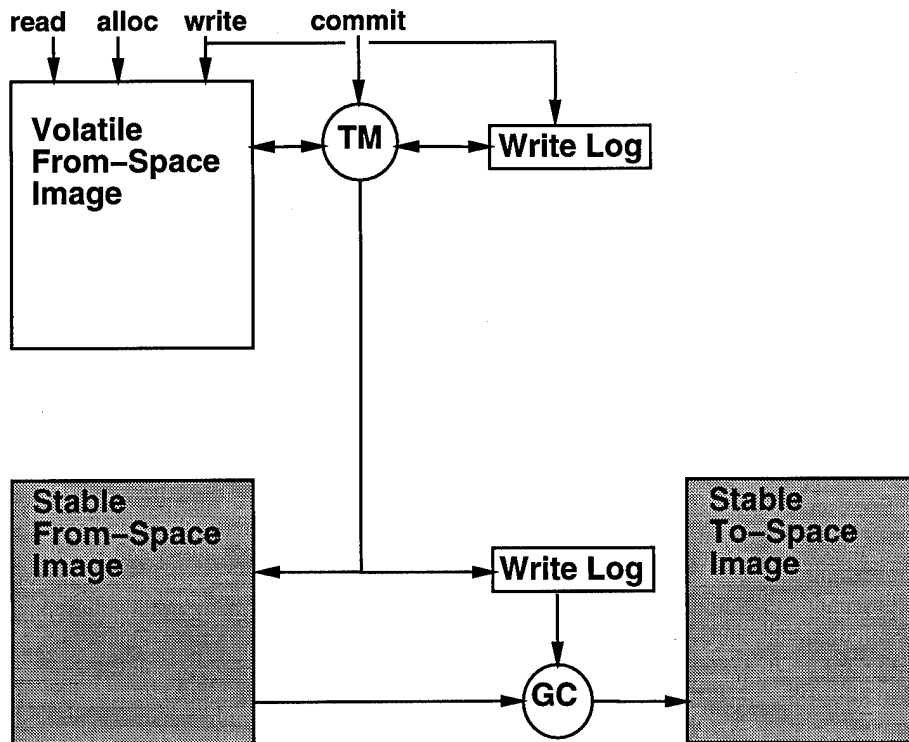 read alloc write commit
Volatile
From–Space
Image
TM
Write Log
Stable
From–Space
Image
Write Log
Stable
To–Space
Image
GC